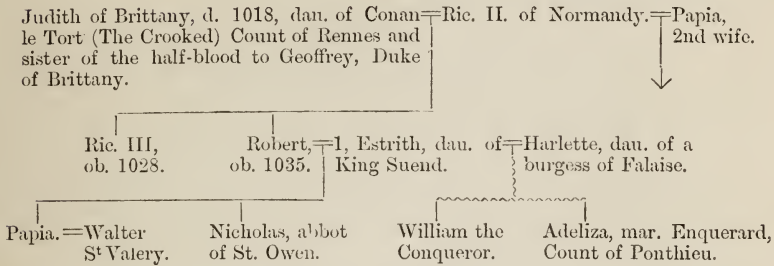 Judith of Brittany, d. 1018, dau. of Conan=Ric. II. of Normandy.=Papia,
le Tort (The Crooked) Count of Rennes and 2nd wife.
sister of the half-blood to Geoffrey, Duke
of Brittany.
Ric. III, Robert,=1, Estrith, dau. of=Harlette, dau. of a
ob. 1028. ob. 1035. King Suend. burgess of Falaise.
Papia.=Walter Nicholas, abbot William the Adeliza, mar. Enquerard,
St Valery. of St. Owen. Conqueror. Count of Ponthieu.